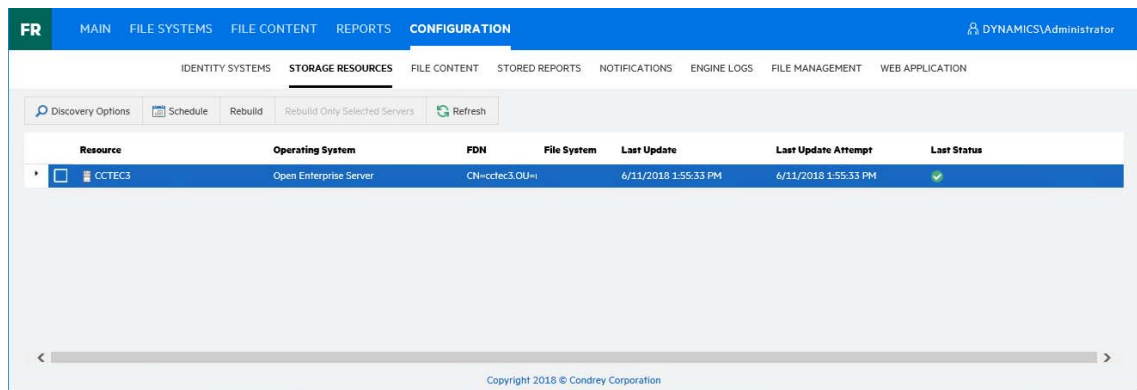 FR MAIN FILE SYSTEMS FILE CONTENT REPORTS CONFIGURATION DYNAMICS\Administrator
IDENTITY SYSTEMS STORAGE RESOURCES FILE CONTENT STORED REPORTS NOTIFICATIONS ENGINE LOGS FILE MANAGEMENT WEB APPLICATION
Discovery Options Schedule Rebuild Rebuild Only Selected Servers Refresh
Resource Operating System FDN File System Last Update Last Update Attempt Last Status
CCTEC3 Open Enterprise Server CN=cctec3.OU= 6/11/2018 1:55:33 PM 6/11/2018 1:55:33 PM
Copyright 2018 © Condrey Corporation